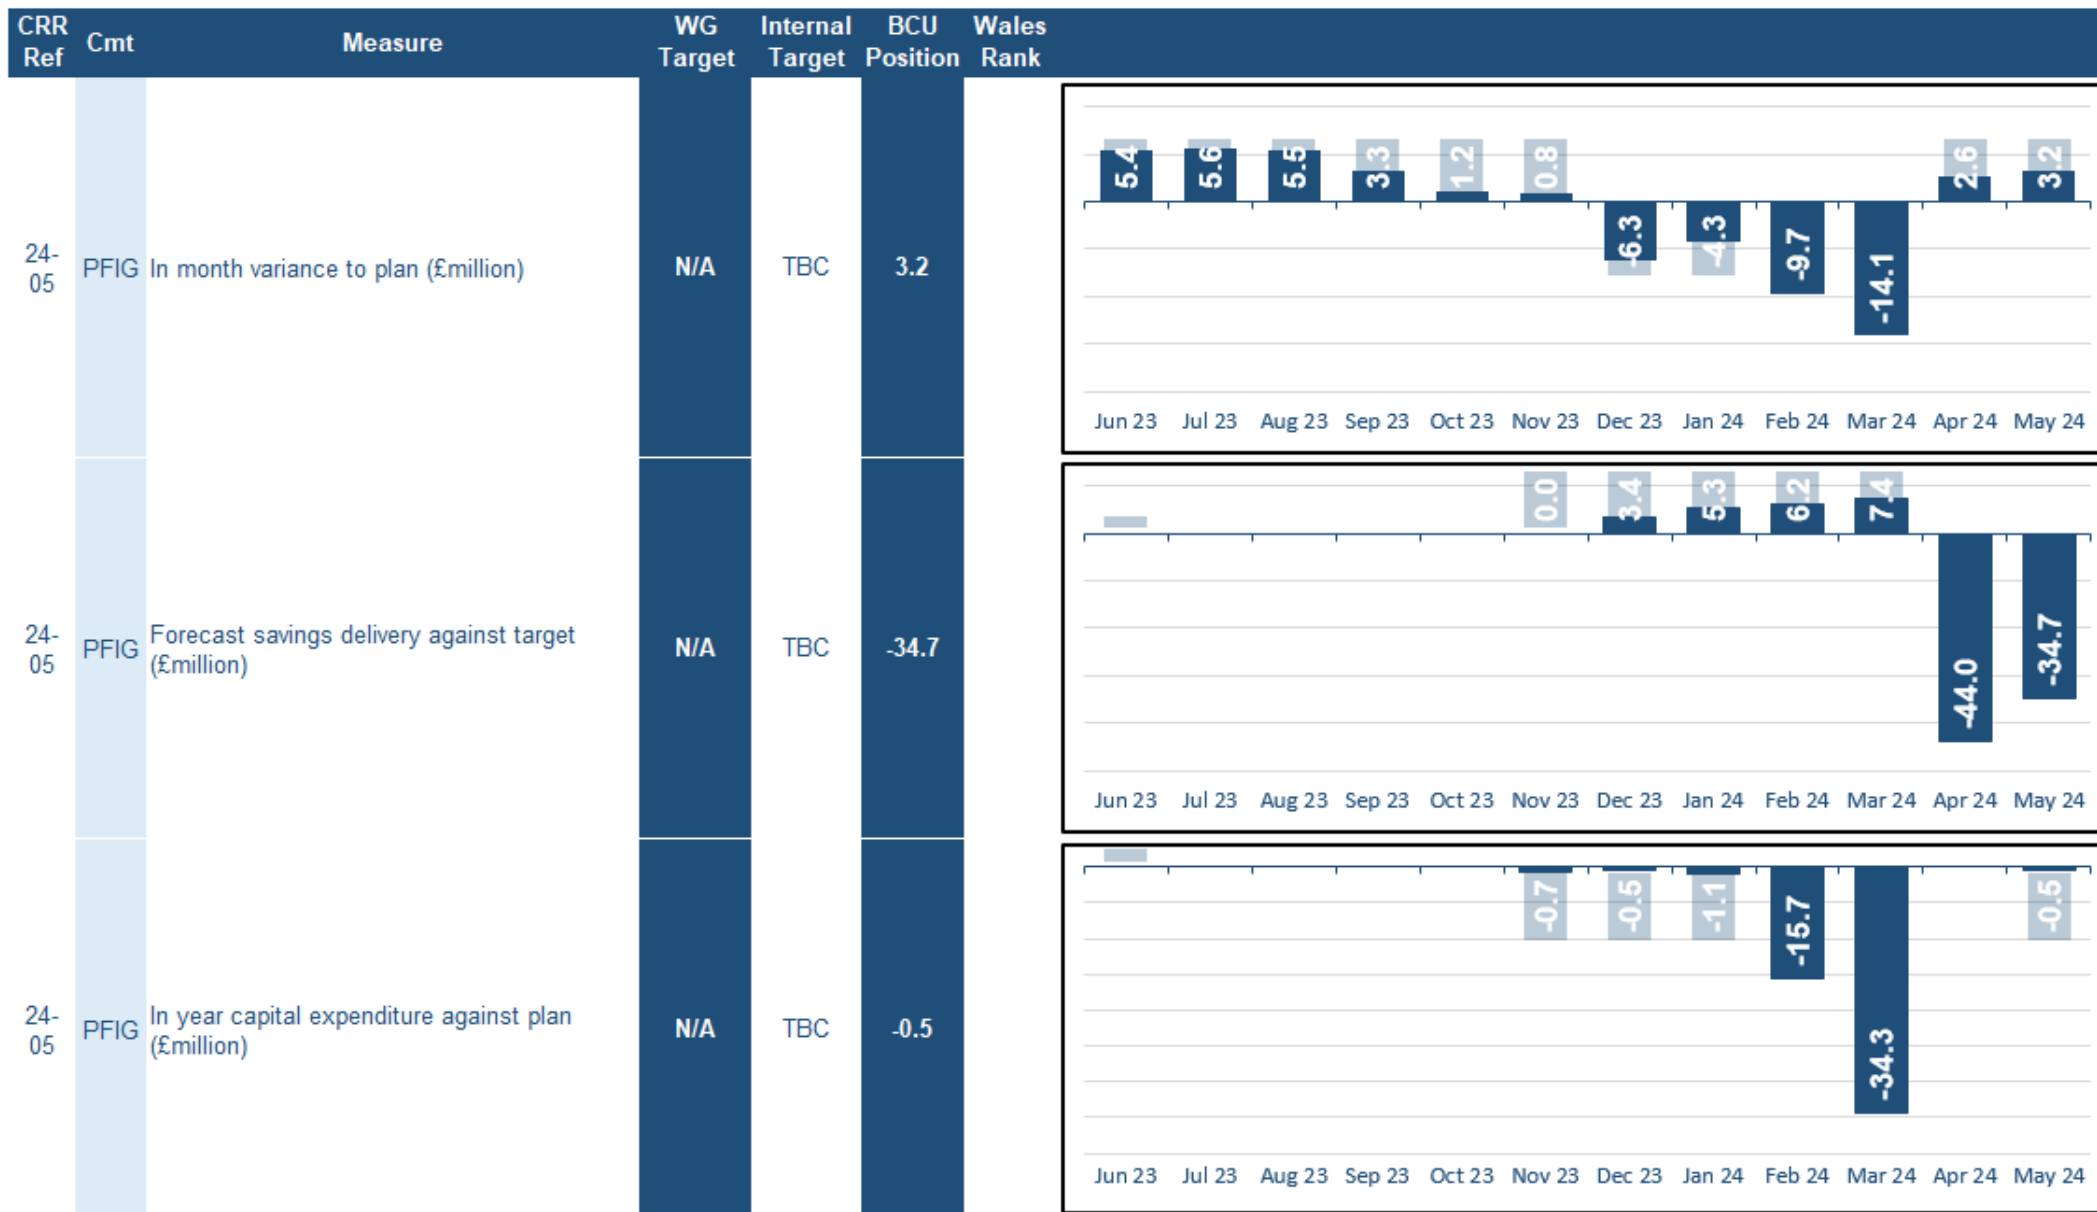 CRR Ref Cmt Measure WG Target Internal Target BCU Position Wales Rank
24-05 PFIG In month variance to plan (£million) N/A TBC 3.2
5.4 5.6 5.5 3.3 1.2 0.8 -6.3 -4.3 -9.7 -14.1 2.6 3.2
Jun 23 Jul 23 Aug 23 Sep 23 Oct 23 Nov 23 Dec 23 Jan 24 Feb 24 Mar 24 Apr 24 May 24
24-05 PFIG Forecast savings delivery against target (£million) N/A TBC -34.7
0.0 3.4 5.3 6.2 7.4 -44.0 -34.7
Jun 23 Jul 23 Aug 23 Sep 23 Oct 23 Nov 23 Dec 23 Jan 24 Feb 24 Mar 24 Apr 24 May 24
24-05 PFIG In year capital expenditure against plan (£million) N/A TBC -0.5
-0.7 -0.5 -1.1 -15.7 -34.3 -0.5
Jun 23 Jul 23 Aug 23 Sep 23 Oct 23 Nov 23 Dec 23 Jan 24 Feb 24 Mar 24 Apr 24 May 24